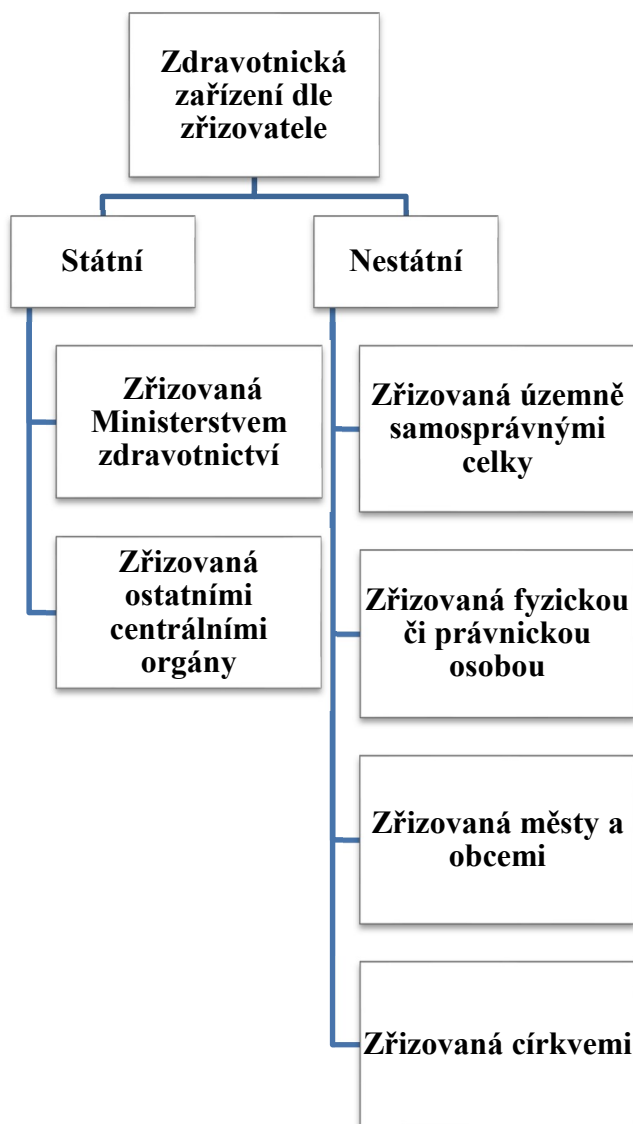 Zdravotnická
zařízení dle
zřizovatele
Státní
Nestátní
Zřizovaná
Ministerstvem
zdravotnictví
Zřizovaná
ostatními
centrálními
orgány
Zřizovaná územně
samosprávnými
celky
Zřizovaná fyzickou
či právnickou
osobou
Zřizovaná městy a
obcemi
Zřizovaná církvemi